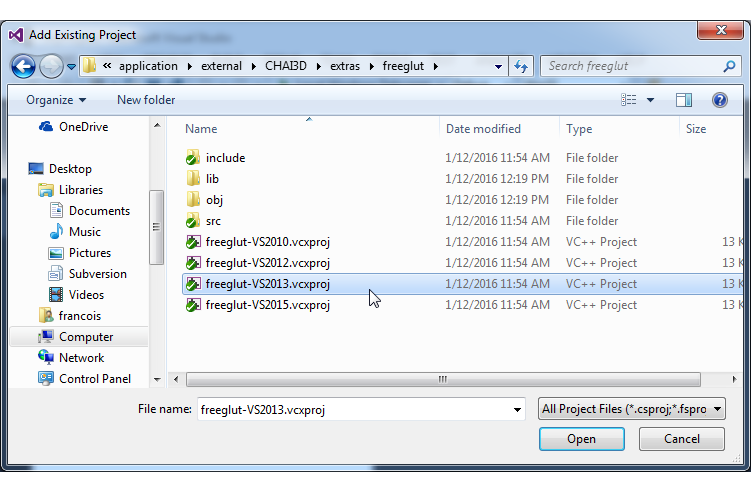 Add Existing Project
« application external CHAI3D extras freeglut
Search freeglut
Organize New folder
OneDrive
Desktop
Libraries
Documents
Music
Pictures
Subversion
Videos
francois
Computer
Network
Control Panel
Name Date modified Type Size
include 1/12/2016 11:54 AM File folder
lib 1/12/2016 12:19 PM File folder
obj 1/12/2016 12:19 PM File folder
src 1/12/2016 11:54 AM File folder
freeglut-VS2010.vcxproj 1/12/2016 11:54 AM VC++ Project 13 K
freeglut-VS2012.vcxproj 1/12/2016 11:54 AM VC++ Project 13 K
freeglut-VS2013.vcxproj 1/12/2016 11:54 AM VC++ Project 13 K
freeglut-VS2015.vcxproj 1/12/2016 11:54 AM VC++ Project 13 K
File name: freeglut-VS2013.vcxproj All Project Files (*.csproj;*.fspro
Open Cancel